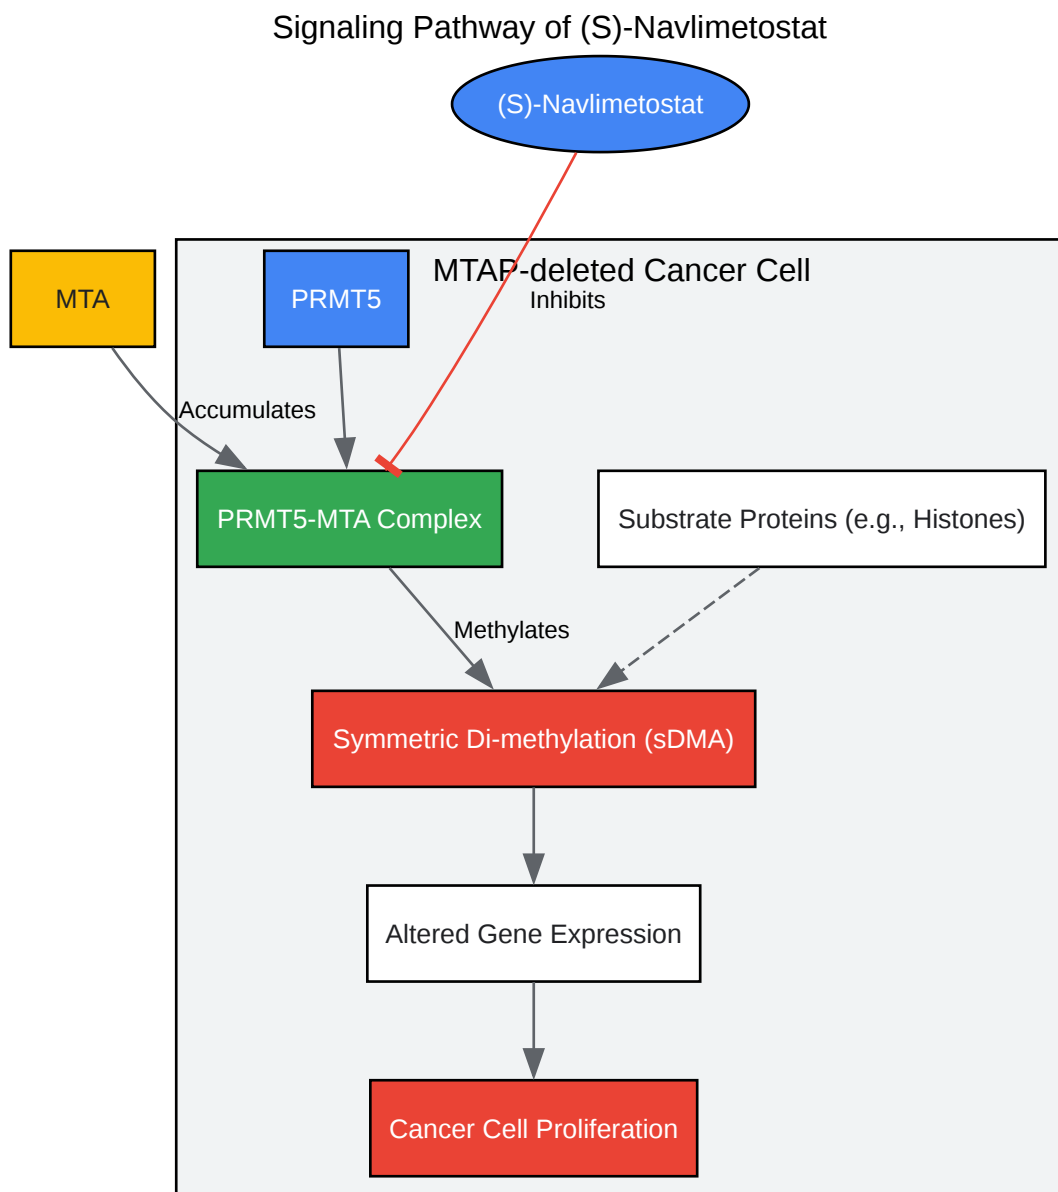 Signaling Pathway of (S)-Navlimetostat
(S)-Navlimetostat
MTAP-deleted Cancer Cell
MTA
PRMT5
Inhibits
Accumulates
PRMT5-MTA Complex
Substrate Proteins (e.g., Histones)
Methylates
Symmetric Di-methylation (sDMA)
Altered Gene Expression
Cancer Cell Proliferation